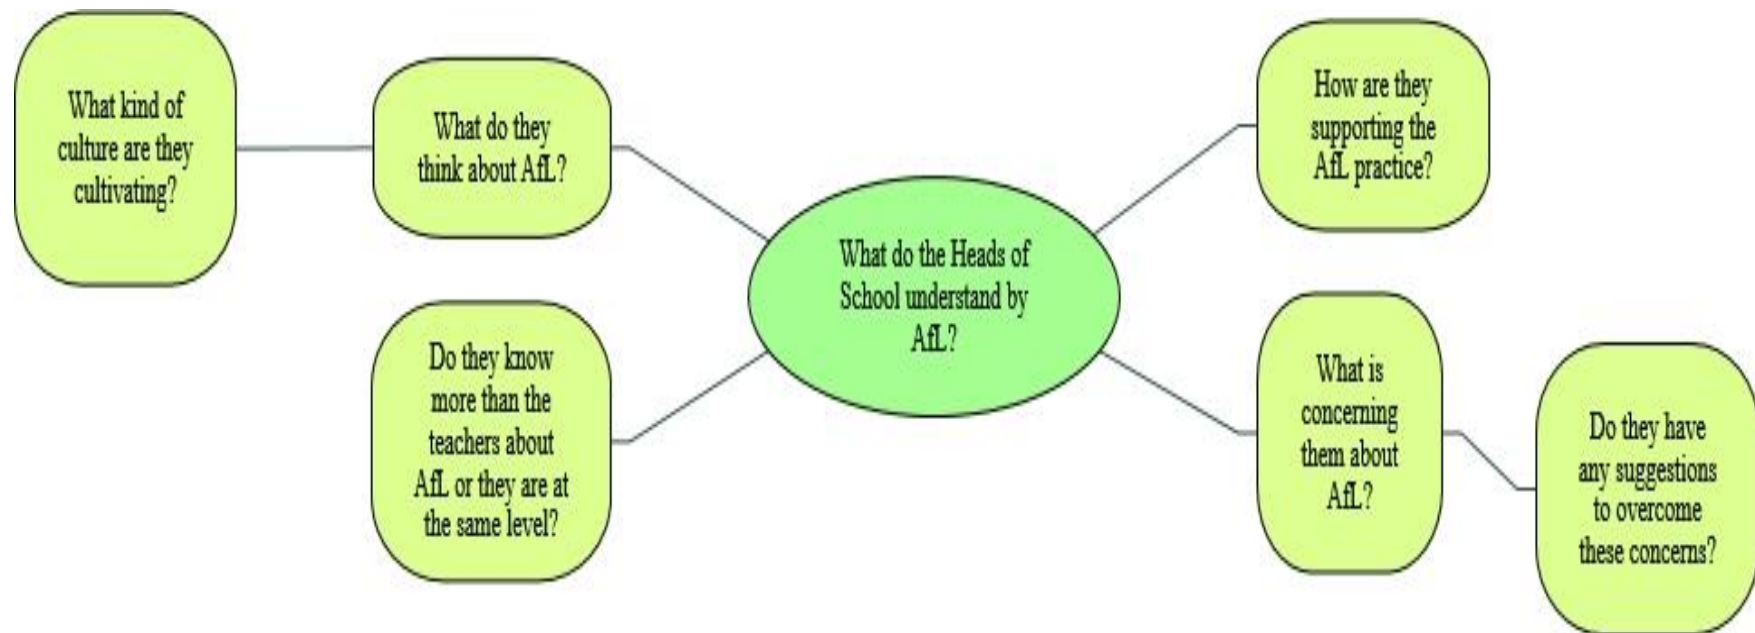 What kind of
culture are they
cultivating?
What do they
think about AfL?
Do they know
more than the
teachers about
AfL or they are at
the same level?
What do the Heads of
School understand by
AfL?
How are they
supporting the
AfL practice?
What is
concerning
them about
AfL?
Do they have
any suggestions
to overcome
these concerns?